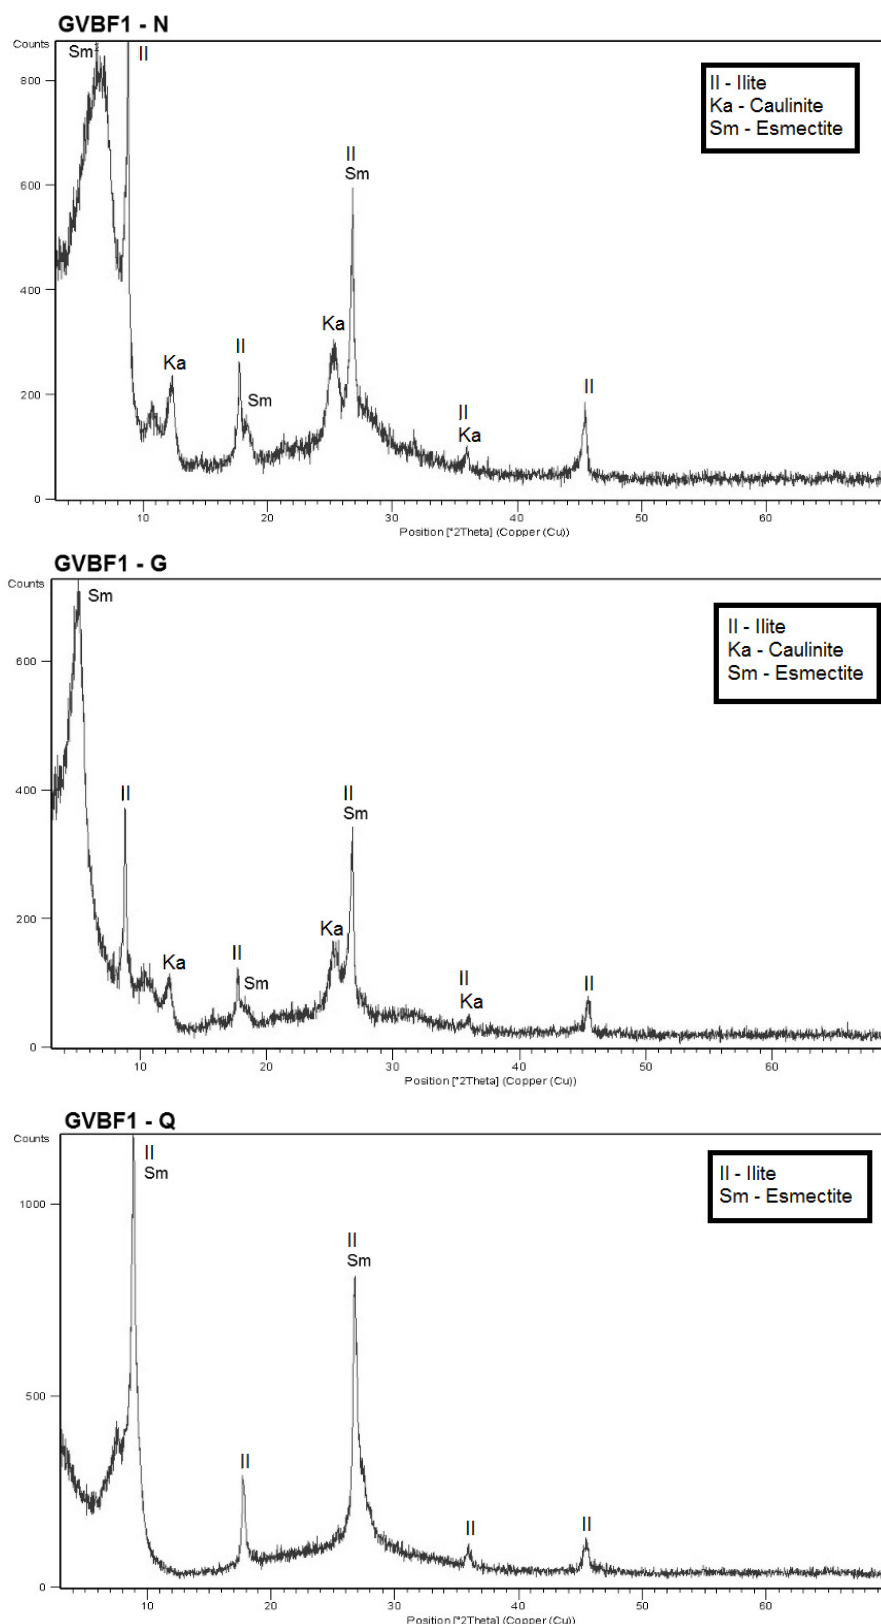 GVBF1 - N
Counts
Sm
Il
Il - Ilite
Ka - Caulinite
Sm - Esmectite
800
600
Il
Sm
400
Ka
Ka
Il
Sm
200
Il
Ka
Il
0
10 20 30 40 50 60
Position [°2Theta] (Copper (Cu))
GVBF1 - G
Counts
Sm
Il - Ilite
Ka - Caulinite
Sm - Esmectite
600
400
Il
Il
Sm
200
Ka
Ka
Il
Sm
Il
Ka
Il
0
10 20 30 40 50 60
Position [°2Theta] (Copper (Cu))
GVBF1 - Q
Counts
Il
Sm
Il - Ilite
Sm - Esmectite
1000
Il
Sm
500
Il
Il
Il
0
10 20 30 40 50 60
Position [°2Theta] (Copper (Cu))